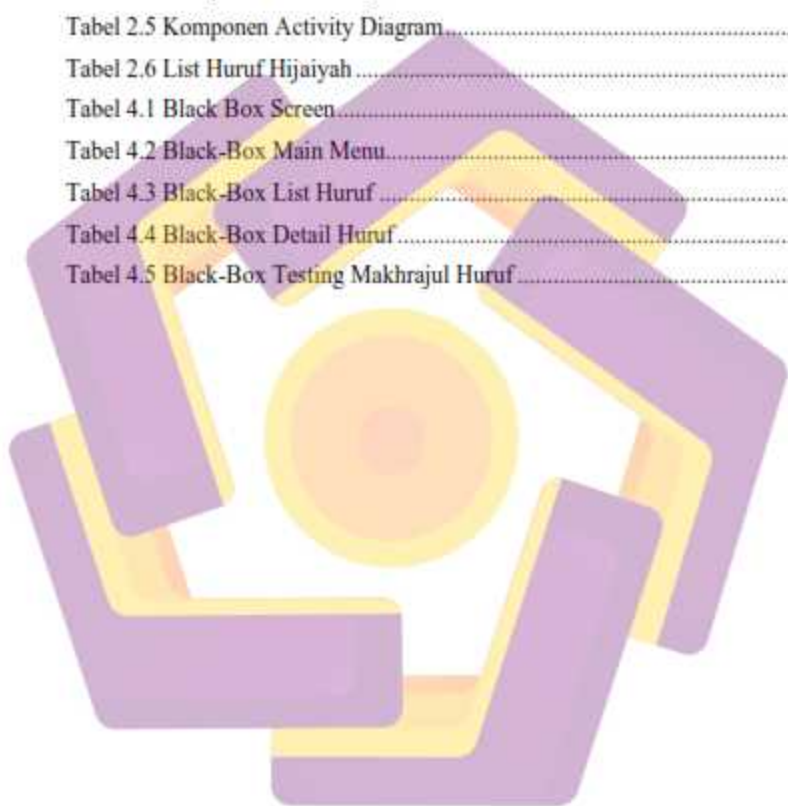 Tabel 2.5 Komponen Activity Diagram..............................................................
Tabel 2.6 List Huruf Hijaiyah..............................................................
Tabel 4.1 Black Box Screen..............................................................
Tabel 4.2 Black-Box Main Menu..............................................................
Tabel 4.3 Black-Box List Huruf..............................................................
Tabel 4.4 Black-Box Detail Huruf..............................................................
Tabel 4.5 Black-Box Testing Makhrajul Huruf..............................................................